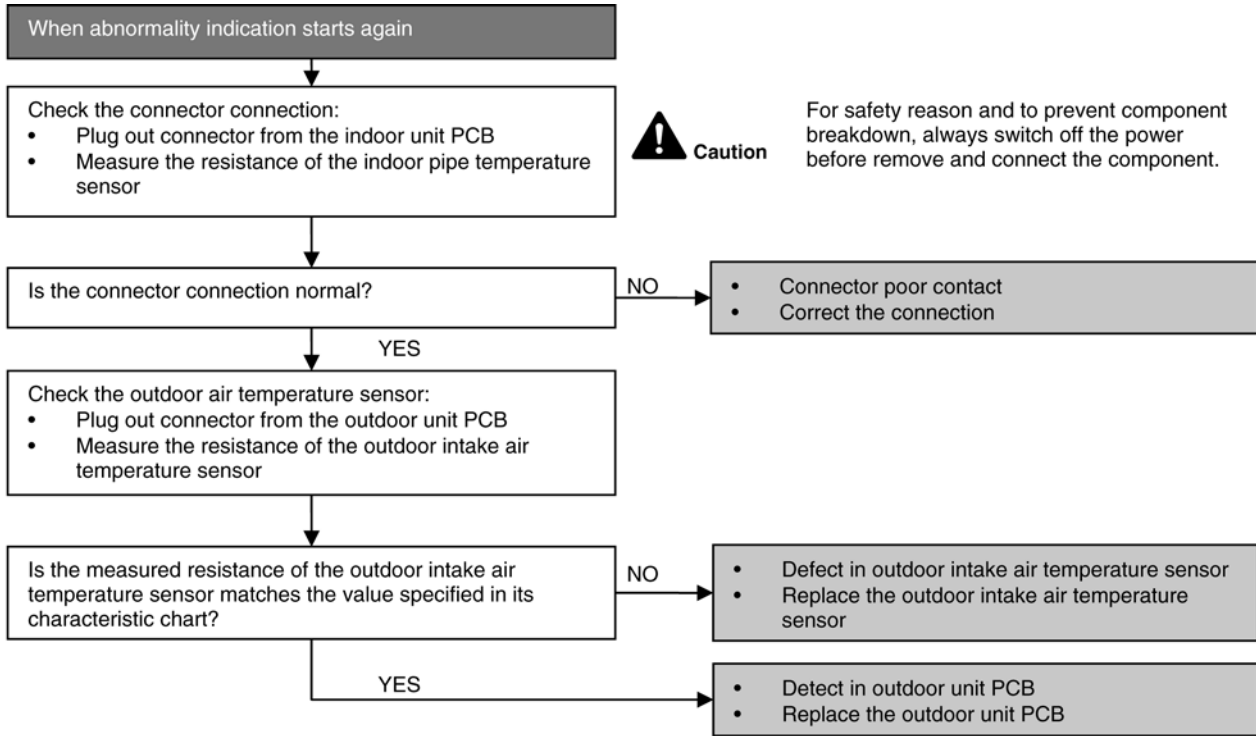 When abnormality indication starts again
Check the connector connection:
• Plug out connector from the indoor unit PCB
• Measure the resistance of the indoor pipe temperature
sensor
Caution
For safety reason and to prevent component
breakdown, always switch off the power
before remove and connect the component.
Is the connector connection normal?
NO
• Connector poor contact
• Correct the connection
YES
Check the outdoor air temperature sensor:
• Plug out connector from the outdoor unit PCB
• Measure the resistance of the outdoor intake air
temperature sensor
Is the measured resistance of the outdoor intake air
temperature sensor matches the value specified in its
characteristic chart?
NO
• Defect in outdoor intake air temperature sensor
• Replace the outdoor intake air temperature
sensor
YES
• Detect in outdoor unit PCB
• Replace the outdoor unit PCB